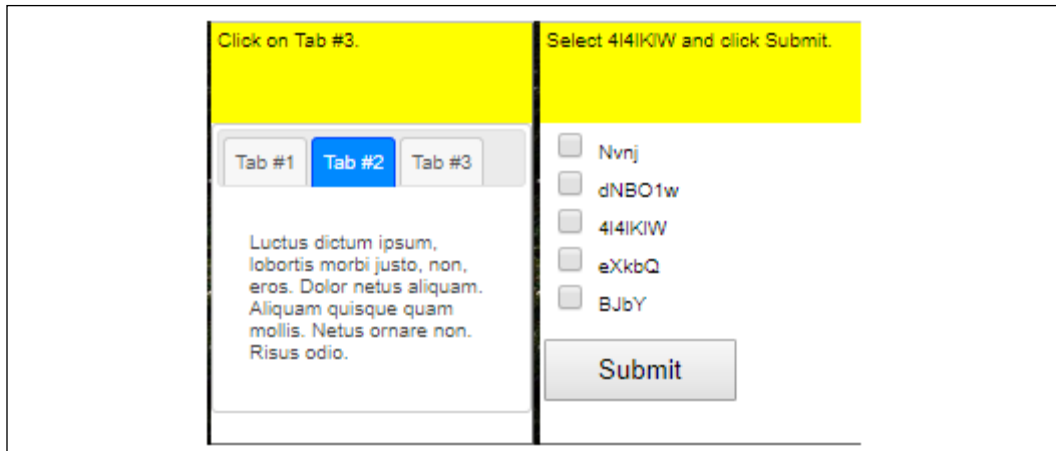 Click on Tab #3.
Tab #1 Tab #2 Tab #3
Luctus dictum ipsum,
lobortis morbi justo, non,
eros. Dolor netus aliquam.
Aliquam quisque quam
mollis. Netus ornare non.
Risus odio.
Select 4I4IKIW and click Submit.
Nvnj
dNBO1w
4I4IKIW
eXkbQ
BJbY
Submit